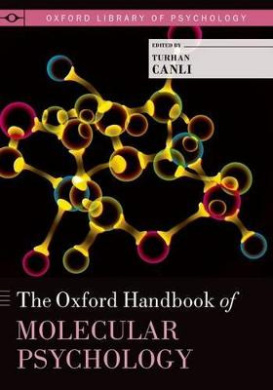 OXFORD LIBRARY OF PSYCHOLOGY
EDITED BY
TURHAN
CANLI
The Oxford Handbook of
MOLECULAR
PSYCHOLOGY